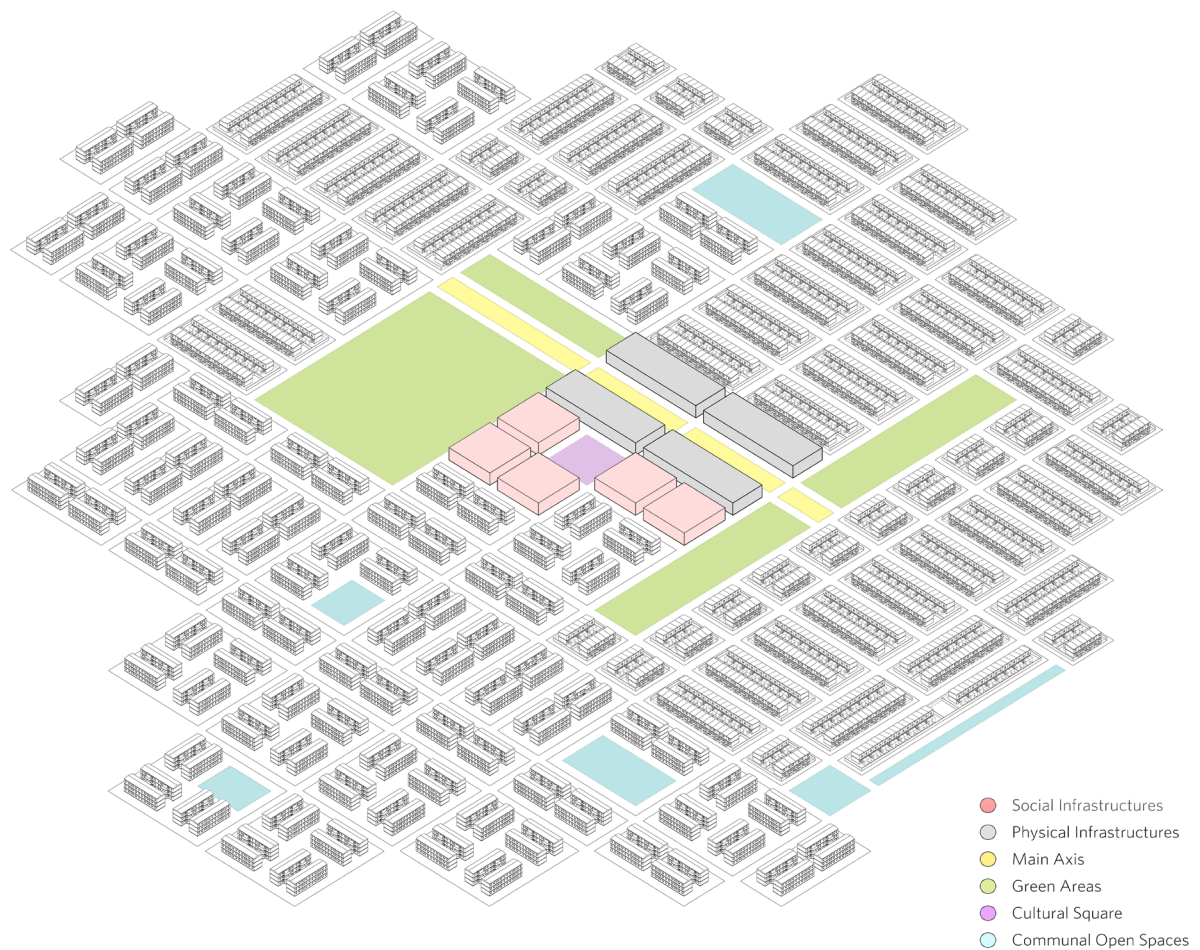 Social Infrastructures
Physical Infrastructures
Main Axis
Green Areas
Cultural Square
Communal Open Spaces